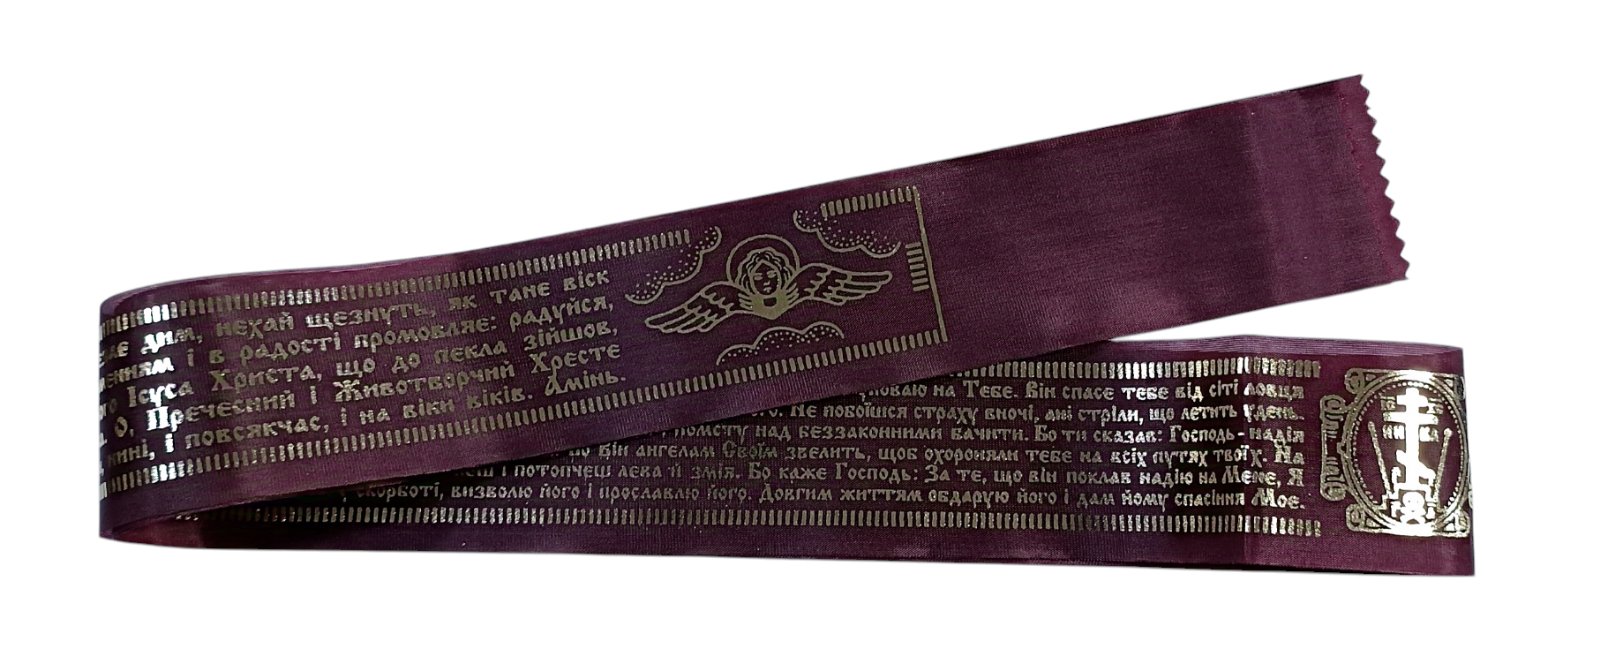 дим, нехай щезнуть, як тане віск
і в радості промовляє: радуйся,
Ісуса Христа, що до пекла зійшов,
О, Пречесний і Животворчий Хресте
нині, і повсякчас, і на віки віків. Амінь.
на Тебе. Він спасе тебе від сіті ловця
Не побоїшся страху вночі, ані стріли, що летить удень.
помсту над беззаконними бачити. Бо ти сказав: Господь - надія
Він ангелам Своїм звелить, щоб охороняли тебе на всіх путях твоїх. На
і потопчеш лева й змія. Бо каже Господь: За те, що він поклав надію на Мене, Я
скорботі, визволю його і прославлю його. Довгим життям обдарую його і дам йому спасіння Моє.